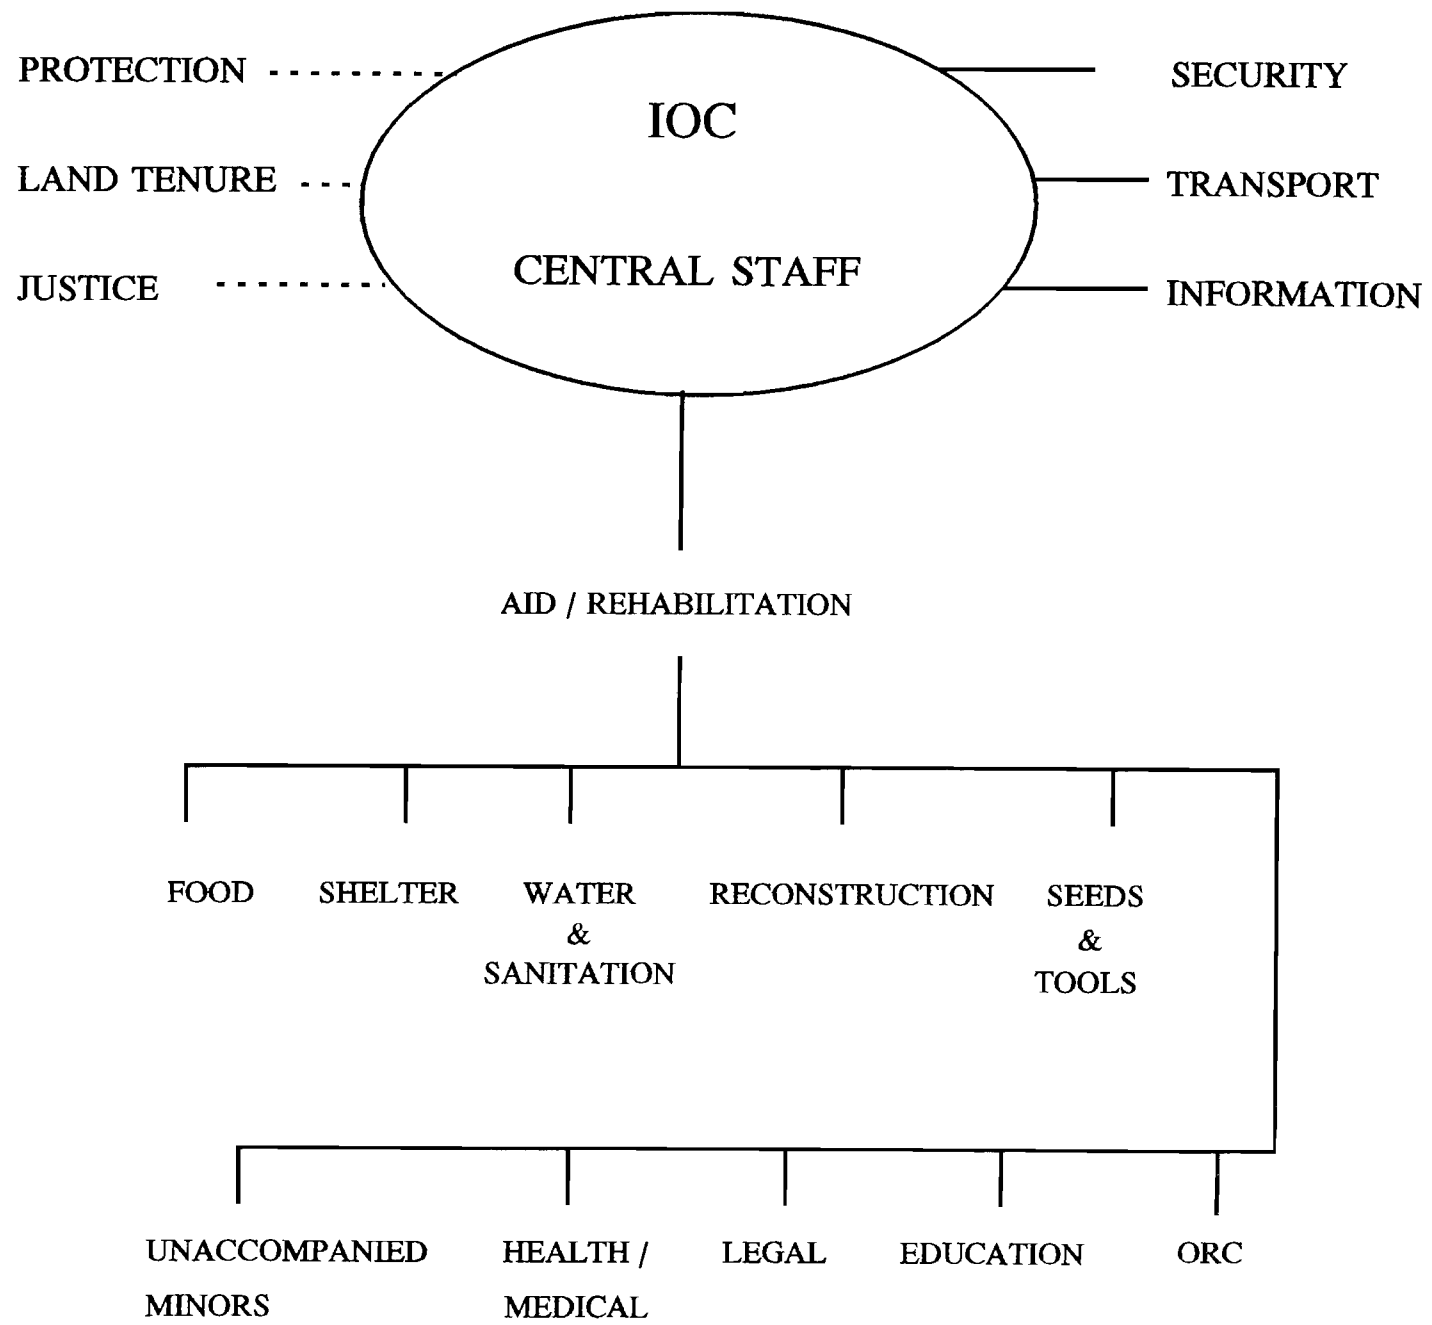 PROTECTION
SECURITY
IOC
LAND TENURE
TRANSPORT
CENTRAL STAFF
JUSTICE
INFORMATION
AID / REHABILITATION
FOOD
SHELTER
WATER
&
SANITATION
RECONSTRUCTION
SEEDS
&
TOOLS
UNACCOMPANIED
MINORS
HEALTH /
MEDICAL
LEGAL
EDUCATION
ORC